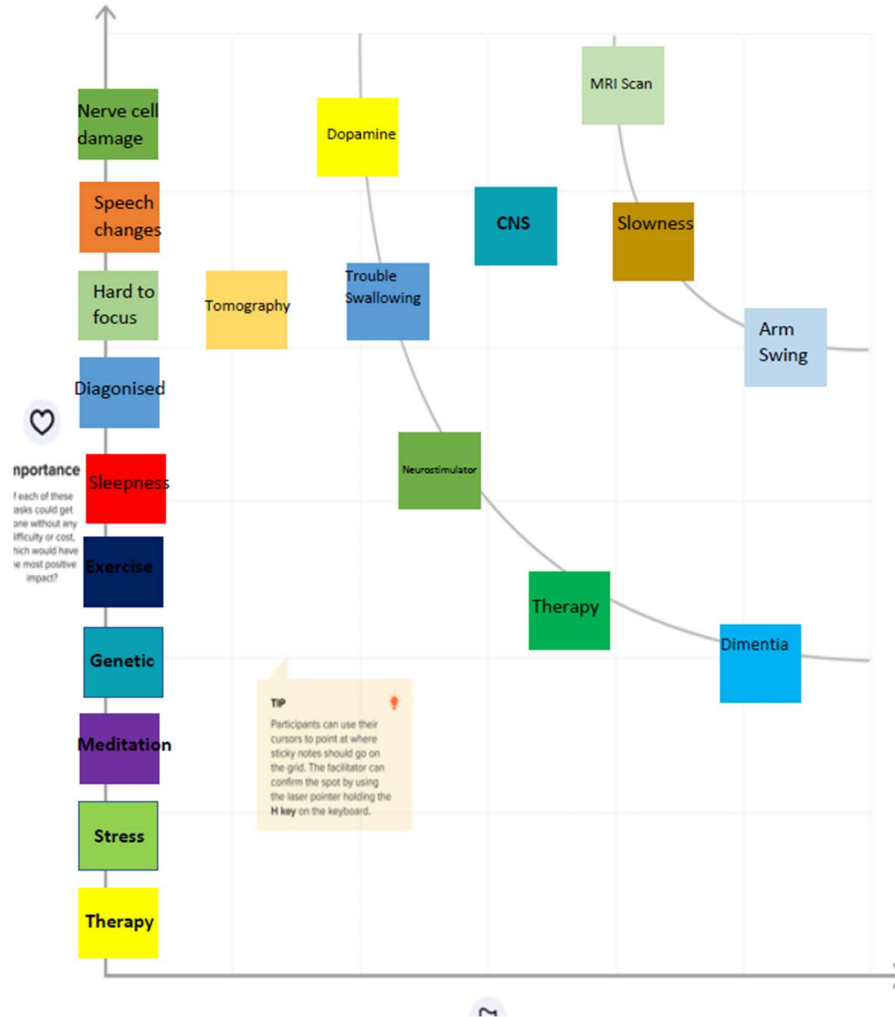 MRI Scan
Nerve cell
damage
Dopamine
Speech
changes
CNS
Slowness
Hard to
focus
Tomography
Trouble
Swallowing
Arm
Swing
Diagonised
Neurostimulator
mportance
f each of these
asks could get
one without any
ifficulty or cost,
hich would have
e most positive
impact?
Sleepness
Exercise
Therapy
Genetic
Dimentia
TIP
Participants can use their
cursors to point at where
sticky notes should go on
the grid. The facilitator can
confirm the spot by using
the laser pointer holding the
H key on the keyboard.
Meditation
Stress
Therapy